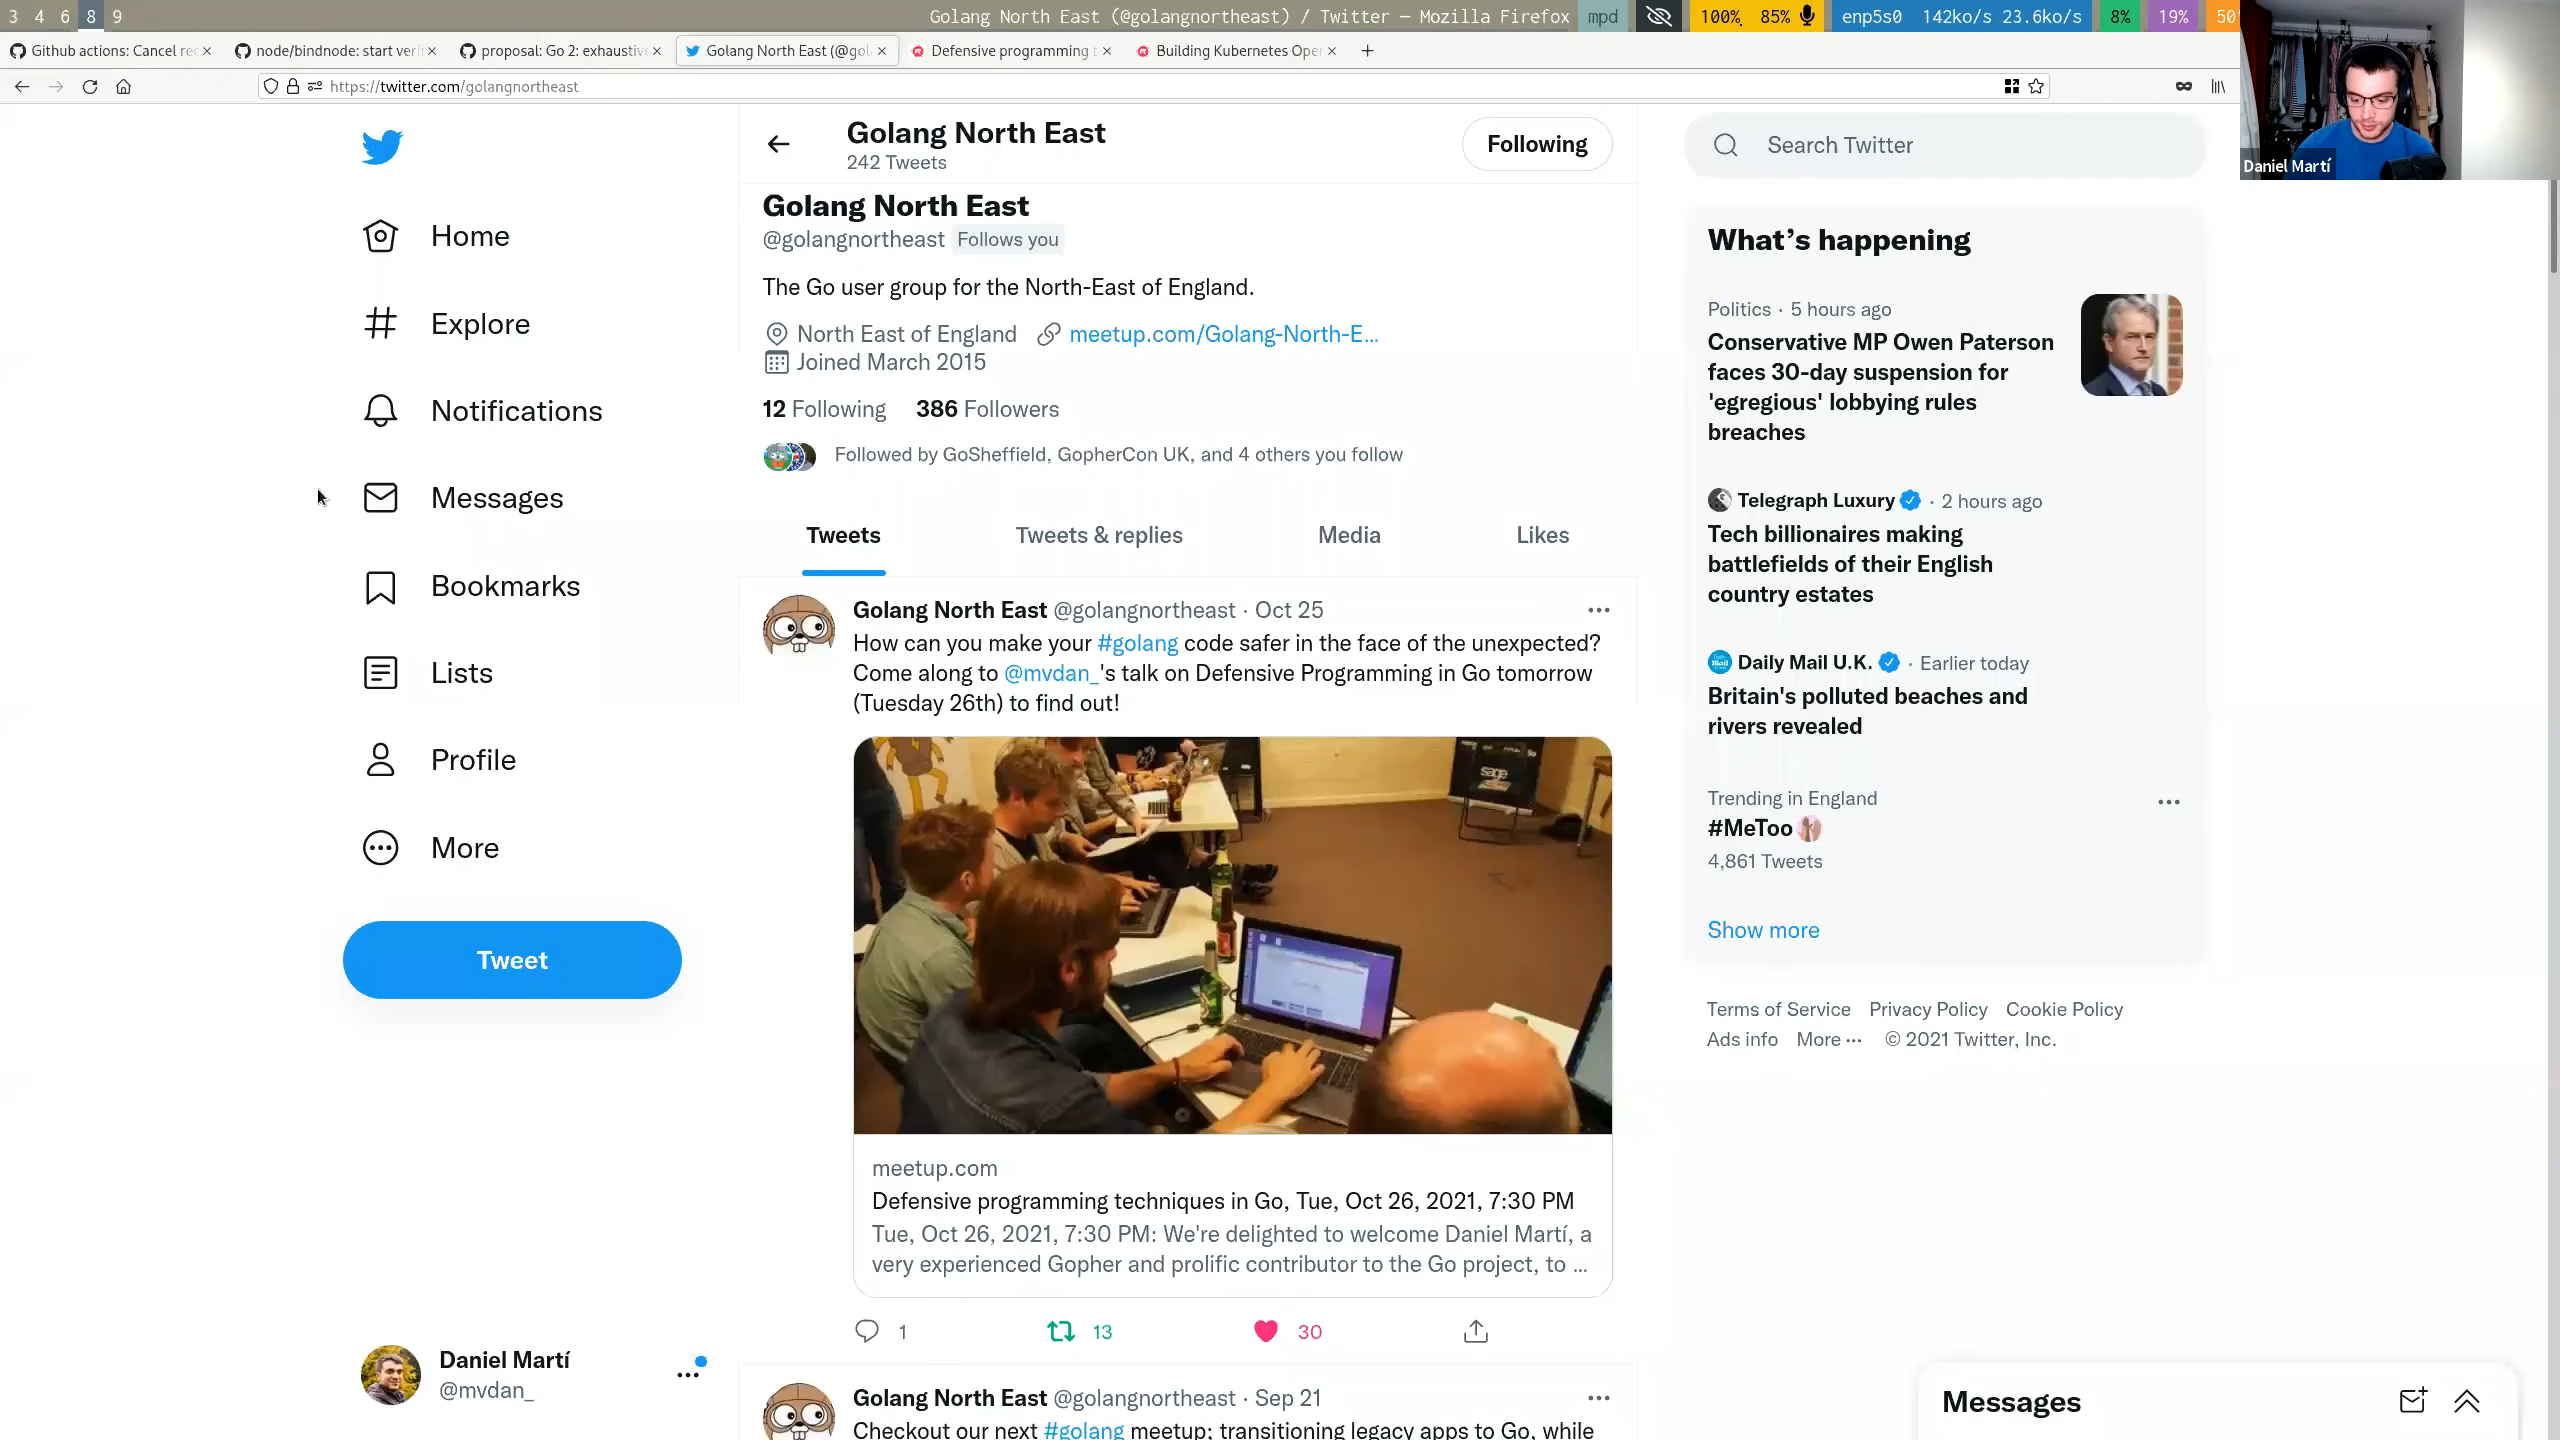 3 4 6 8 9
Golang North East (@golangnortheast) / Twitter — Mozilla Firefox
mpd
100% 85%
enp5s0 142ko/s 23.6ko/s
8%
19%
50
Github actions: Cancel re
node/bindnode: start veri
proposal: Go 2: exhaustiv
Golang North East (@gol
Defensive programming t
Building Kubernetes Oper
https://twitter.com/golangnortheast
Daniel Martí
Home
Explore
Notifications
Messages
Bookmarks
Lists
Profile
More
Tweet
Daniel Martí
@mvdan_
Golang North East
242 Tweets
Following
Golang North East
@golangnortheast Follows you
The Go user group for the North-East of England.
North East of England meetup.com/Golang-North-E...
Joined March 2015
12 Following 386 Followers
Followed by GoSheffield, GopherCon UK, and 4 others you follow
Tweets Tweets & replies Media Likes
Golang North East @golangnortheast · Oct 25
How can you make your #golang code safer in the face of the unexpected?
Come along to @mvdan_'s talk on Defensive Programming in Go tomorrow
(Tuesday 26th) to find out!
sage
meetup.com
Defensive programming techniques in Go, Tue, Oct 26, 2021, 7:30 PM
Tue, Oct 26, 2021, 7:30 PM: We're delighted to welcome Daniel Martí, a
very experienced Gopher and prolific contributor to the Go project, to ...
1 13 30
Golang North East @golangnortheast · Sep 21
Checkout our next #golang meetup; transitioning legacy apps to Go, while
Search Twitter
What's happening
Politics · 5 hours ago
Conservative MP Owen Paterson
faces 30-day suspension for
'egregious' lobbying rules
breaches
Telegraph Luxury · 2 hours ago
Tech billionaires making
battlefields of their English
country estates
Daily Mail U.K. · Earlier today
Britain's polluted beaches and
rivers revealed
Trending in England
#MeToo
4,861 Tweets
Show more
Terms of Service Privacy Policy Cookie Policy
Ads info More ··· © 2021 Twitter, Inc.
Messages